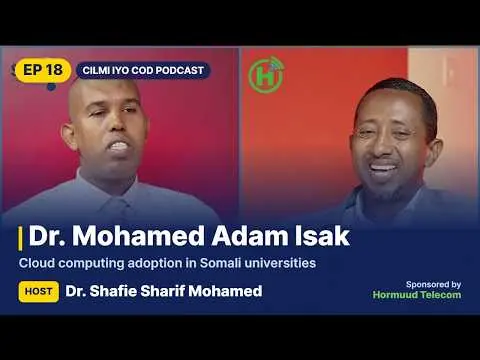 EP 18
CILMI IYO COD PODCAST
H
Dr. Mohamed Adam Isak
Cloud computing adoption in Somali universities
HOST
Dr. Shafie Sharif Mohamed
Sponsored by
Hormuud Telecom